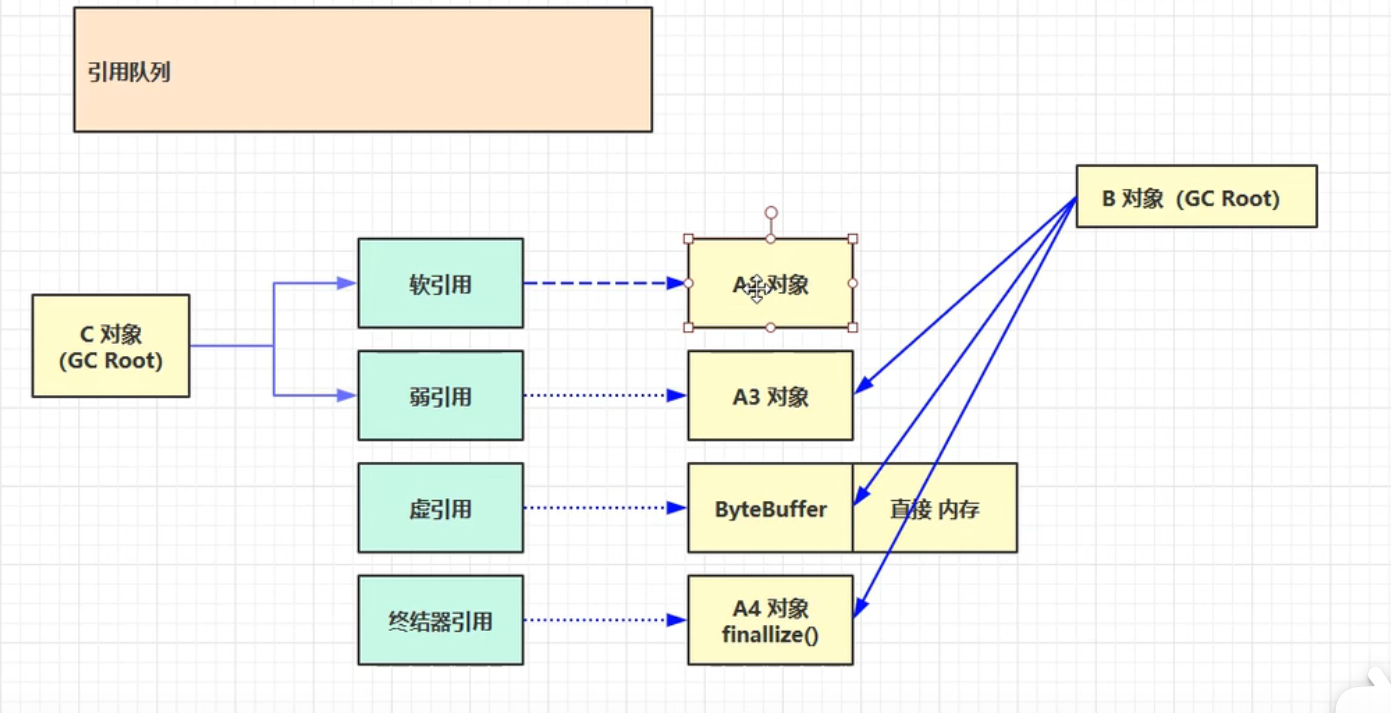 引用队列
B 对象 (GC Root)
软引用
对象
C 对象
(GC Root)
弱引用
A3 对象
虚引用
ByteBuffer
直接 内存
终结器引用
A4 对象
finallize()